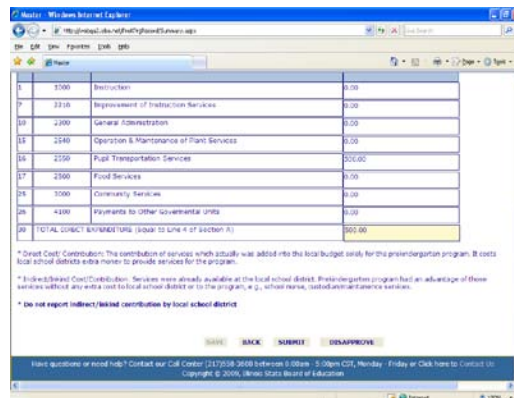 Master - Windows Internet Explorer
File Edit View Favorites Tools Help
Master
Page
Tools
1 1000 Instruction 0.00
7 2210 Improvement of Instruction Services 0.00
10 2300 General Administration 0.00
15 2540 Operation & Maintenance of Plant Services 0.00
16 2550 Pupil Transportation Services 500.00
17 2560 Food Services 0.00
25 3000 Community Services 0.00
26 4100 Payments to Other Governmental Units 0.00
30 TOTAL DIRECT EXPENDITURE (Equal to Line 4 of Section A) 500.00
* Direct Cost/ Contribution: The contribution of services which actually was added into the local budget solely for the prekindergarten program. It costs
local school districts extra money to provide services for the program.
* Indirect/Inkind Cost/Contribution. Services were already available at the local school district. Prekindergarten program had an advantage of those
services without any extra cost to local school district or to the program, e.g., school nurse, custodian/maintenance services.
* Do not report Indirect/Inkind contribution by local school district
SAVE BACK SUBMIT DISAPPROVE
Have questions or need help? Contact our Call Center (217)558-3600 between 8:00am - 5:00pm CST, Monday - Friday or Click here to Contact Us
Copyright © 2009, Illinois State Board of Education
Internet